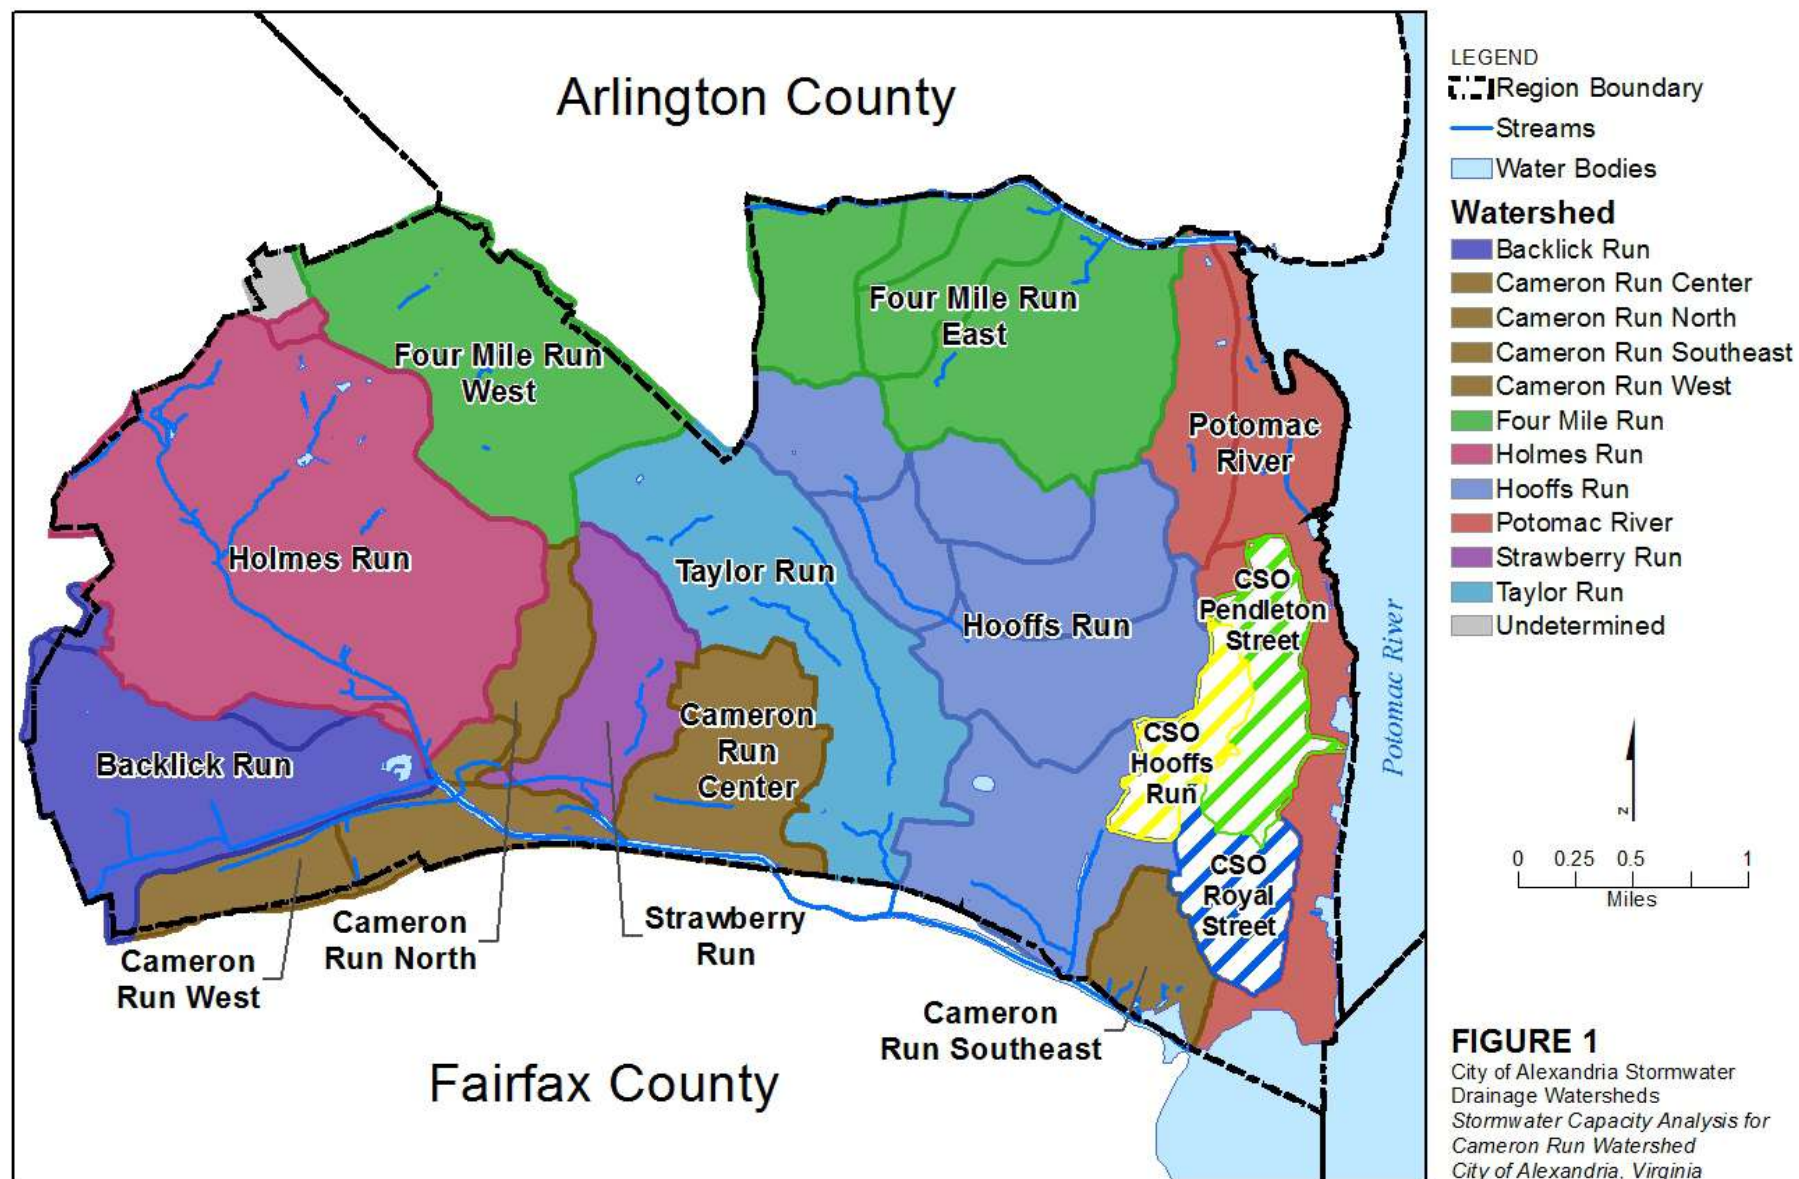 Arlington County
Four Mile Run
East
Four Mile Run
West
Potomac
River
Holmes Run
Taylor Run
CSO
Pendleton
Street
Hooffs Run
Potomac River
Cameron
Run
Center
CSO
Hooffs
Run
Backlick Run
CSO
Royal
Street
Cameron
Run West
Cameron
Run North
Strawberry
Run
Cameron
Run Southeast
Fairfax County
LEGEND
Region Boundary
Streams
Water Bodies
Watershed
Backlick Run
Cameron Run Center
Cameron Run North
Cameron Run Southeast
Cameron Run West
Four Mile Run
Holmes Run
Hooffs Run
Potomac River
Strawberry Run
Taylor Run
Undetermined
N
0 0.25 0.5 1
Miles
FIGURE 1
City of Alexandria Stormwater
Drainage Watersheds
Stormwater Capacity Analysis for
Cameron Run Watershed
City of Alexandria, Virginia